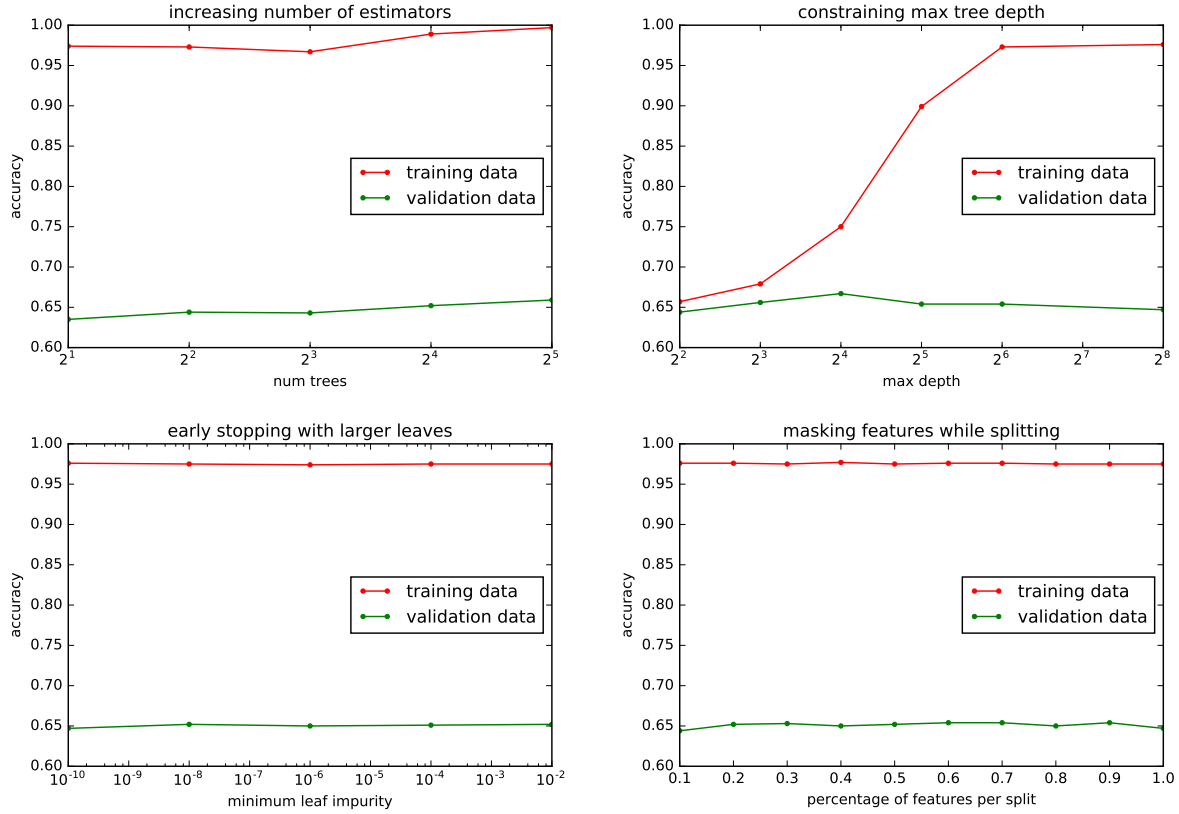 increasing number of estimators
1.00
0.95
0.90
0.85
0.80
0.75
0.70
0.65
0.60
accuracy
training data
validation data
2^1 2^2 2^3 2^4 2^5
num trees
constraining max tree depth
1.00
0.95
0.90
0.85
0.80
0.75
0.70
0.65
0.60
accuracy
training data
validation data
2^2 2^3 2^4 2^5 2^6 2^7 2^8
max depth
early stopping with larger leaves
1.00
0.95
0.90
0.85
0.80
0.75
0.70
0.65
0.60
accuracy
training data
validation data
10^-10 10^-9 10^-8 10^-7 10^-6 10^-5 10^-4 10^-3 10^-2
minimum leaf impurity
masking features while splitting
1.00
0.95
0.90
0.85
0.80
0.75
0.70
0.65
0.60
accuracy
training data
validation data
0.1 0.2 0.3 0.4 0.5 0.6 0.7 0.8 0.9 1.0
percentage of features per split